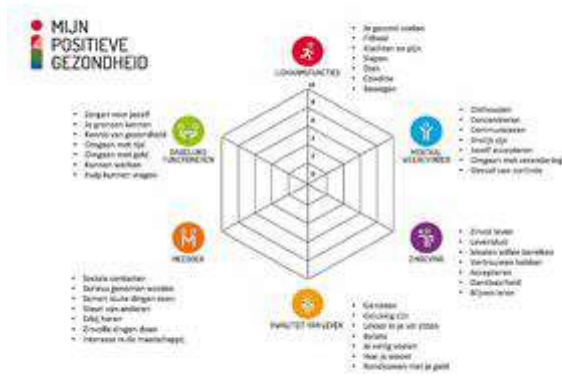 MIJN
POSITIEVE
GEZONDHEID
Je gezond voelen
Fitheid
Klachten en pijn
Slapen
Eten
Conditie
Bewegen
LICHAAMSFUNCTIES
Onthouden
Concentreren
Communiceren
Vrolijk zijn
Jezelf accepteren
Omgaan met verandering
Gevoel van controle
MENTAAL
WELBEVINDEN
Zinvol leven
Levenslust
Idealen willen bereiken
Vertrouwen hebben
Accepteren
Dankbaarheid
Blijven leren
ZINGEVING
Genieten
Gelukkig zijn
Lekker in je vel zitten
Balans
Je veilig voelen
Hoe je woont
Rondkomen met je geld
KWALITEIT VAN LEVEN
Sociale contacten
Serieus genomen worden
Samen leuke dingen doen
Steun van anderen
Erbij horen
Zinvolle dingen doen
Interesse in de maatschappij
MEEDOEN
Zorgen voor jezelf
Je grenzen kennen
Kennis van gezondheid
Omgaan met tijd
Omgaan met geld
Kunnen werken
Hulp kunnen vragen
DAGELIJKS
FUNCTIONEREN